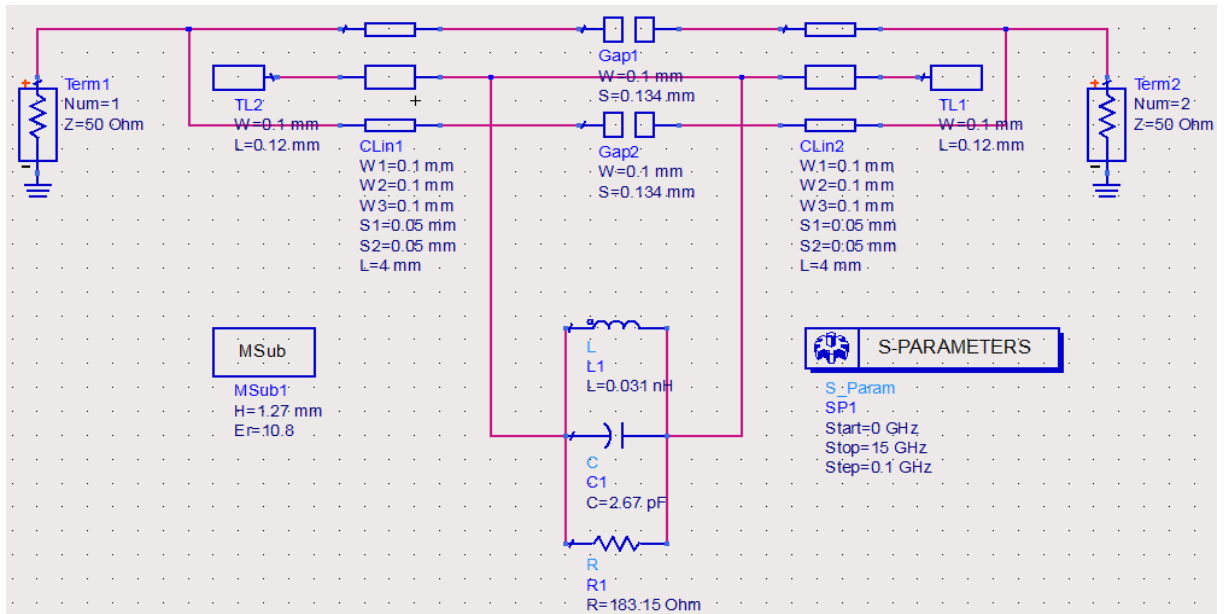 Term1
Num=1
Z=50 Ohm
TL2
W=0.1 mm
L=0.12 mm
CLin1
W1=0.1 mm
W2=0.1 mm
W3=0.1 mm
S1=0.05 mm
S2=0.05 mm
L=4 mm
Gap1
W=0.1 mm
S=0.134 mm
Gap2
W=0.1 mm
S=0.134 mm
CLin2
W1=0.1 mm
W2=0.1 mm
W3=0.1 mm
S1=0.05 mm
S2=0.05 mm
L=4 mm
TL1
W=0.1 mm
L=0.12 mm
Term2
Num=2
Z=50 Ohm
MSub
MSub1
H=1.27 mm
Er=10.8
L
L1
L=0.031 nH
C
C1
C=2.67 pF
R
R1
R=183.15 Ohm
S-PARAMETERS
S_Param
SP1
Start=0 GHz
Stop=15 GHz
Step=0.1 GHz